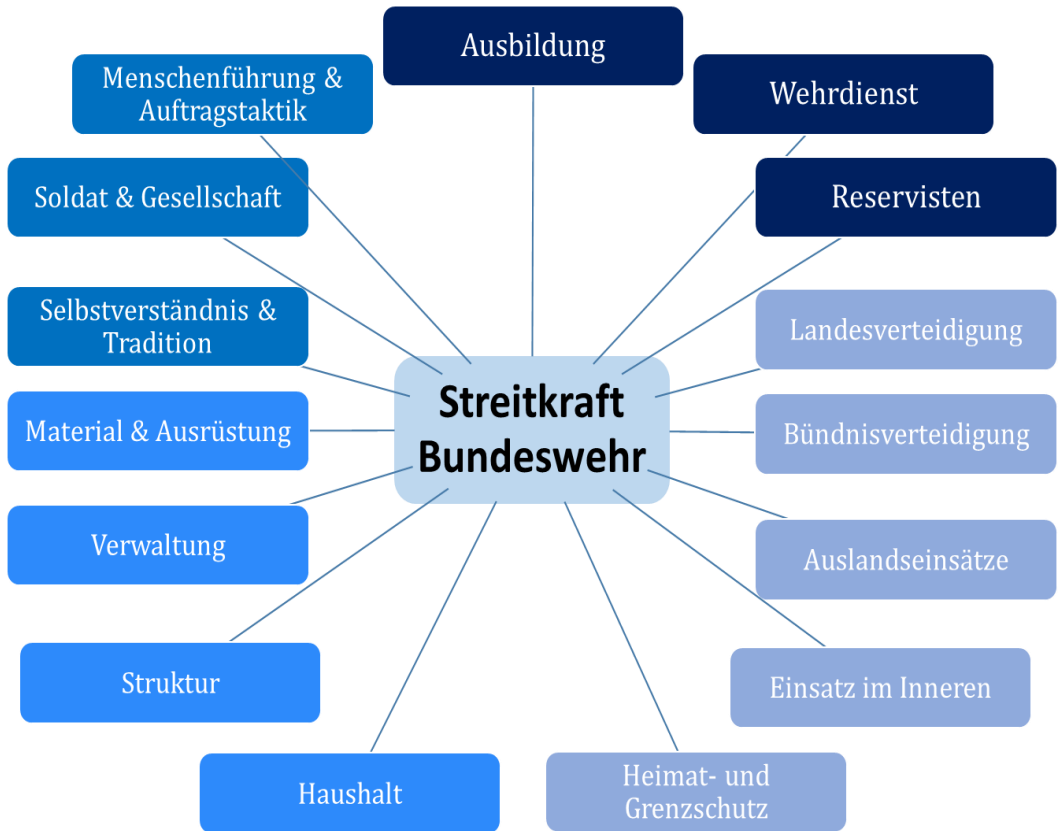 Ausbildung
Menschenführung &
Auftragstaktik
Wehrdienst
Soldat & Gesellschaft
Reservisten
Selbstverständnis &
Tradition
Landesverteidigung
Streitkraft
Bundeswehr
Material & Ausrüstung
Bündnisverteidigung
Verwaltung
Auslandseinsätze
Struktur
Einsatz im Inneren
Haushalt
Heimat- und
Grenzschutz